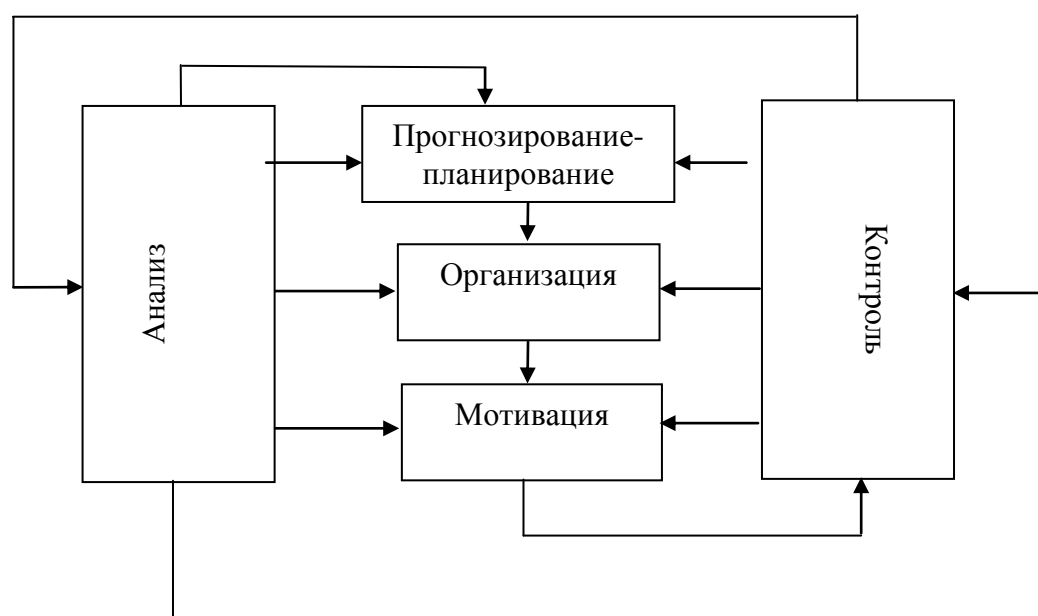 Прогнозирование-
планирование
Анализ
Организация
Контроль
Мотивация